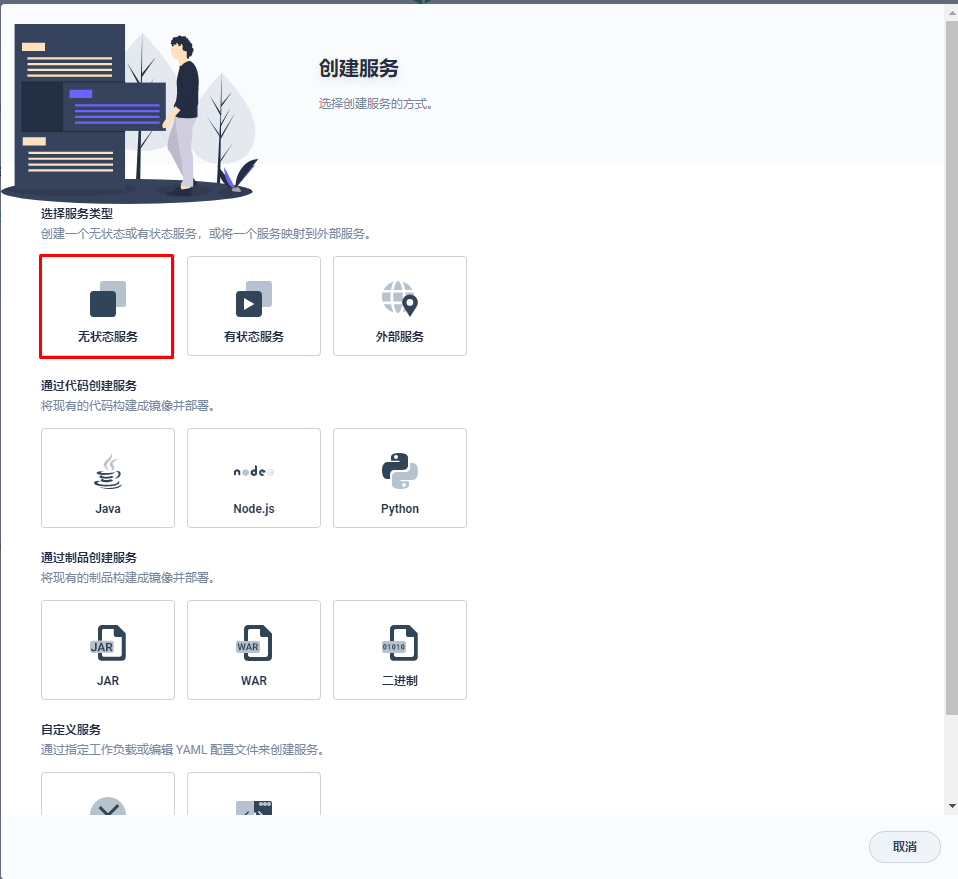 创建服务
选择创建服务的方式。
选择服务类型
创建一个无状态或有状态服务，或将一个服务映射到外部服务。
无状态服务
有状态服务
外部服务
通过代码创建服务
将现有的代码构建成镜像并部署。
node
Java
Node.js
Python
通过制品创建服务
将现有的制品构建成镜像并部署。
JAR
WAR
01010
JAR
WAR
二进制
自定义服务
通过指定工作负载或编辑 YAML 配置文件来创建服务。
取消